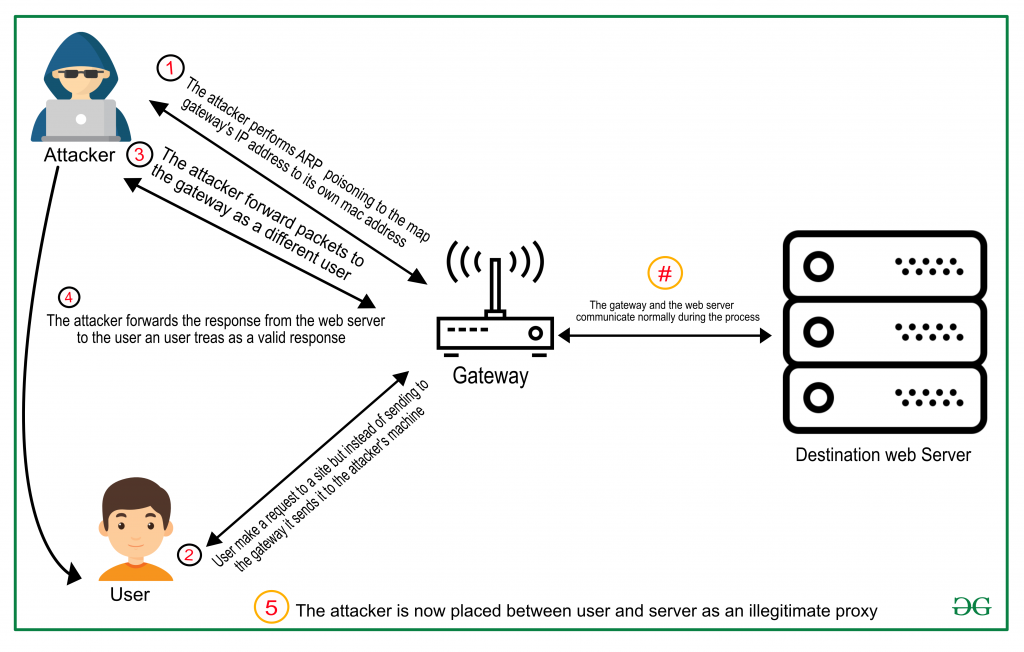 1
The attacker performs ARP poisoning to the map
gateway's IP address to its own mac address
Attacker
3
The attacker forward packets to
the gateway as a different user
4
The attacker forwards the response from the web server
to the user an user treas as a valid response
#
The gateway and the web server
communicate normally during the process
Gateway
Destination web Server
2
User make a request to a site but instead of sending to
the gateway it sends it to the attacker's machine
User
5 The attacker is now placed between user and server as an illegitimate proxy